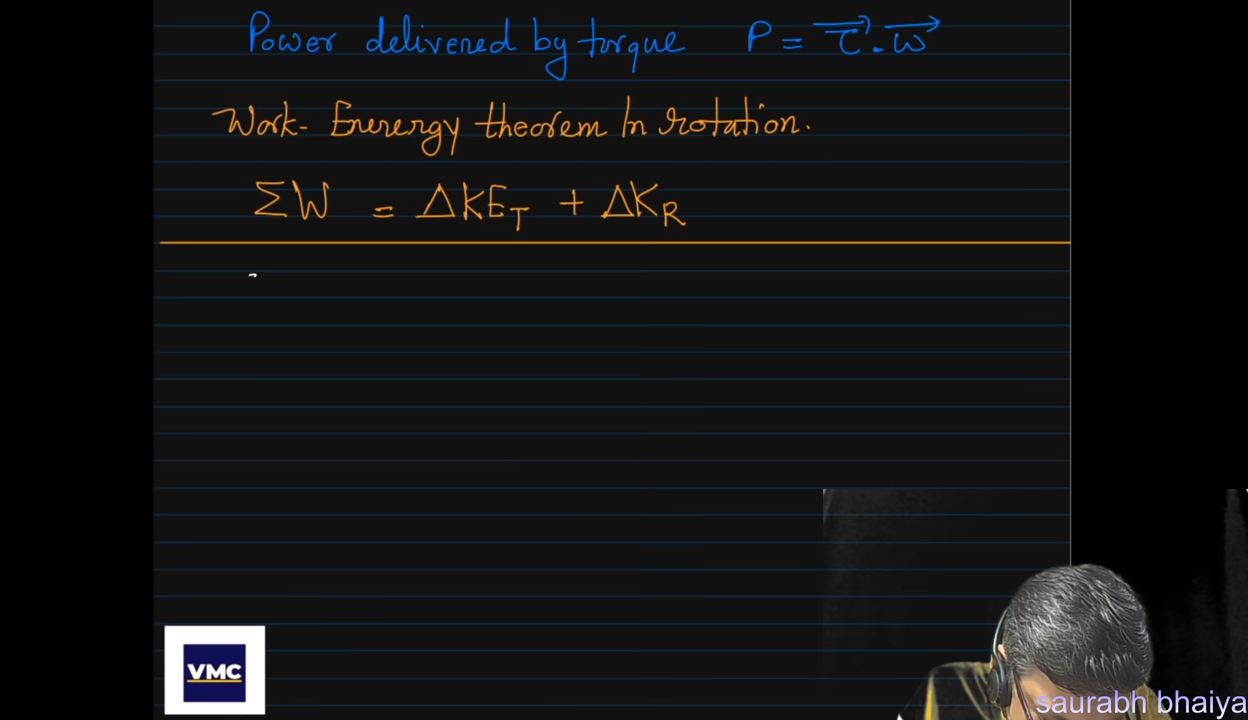 Power delivered by torque P = τ⃗ . ω⃗
Work- Enerergy theorem In rotation.
ΣW = ΔKE_T + ΔK_R
VMC
saurabh bhaiya